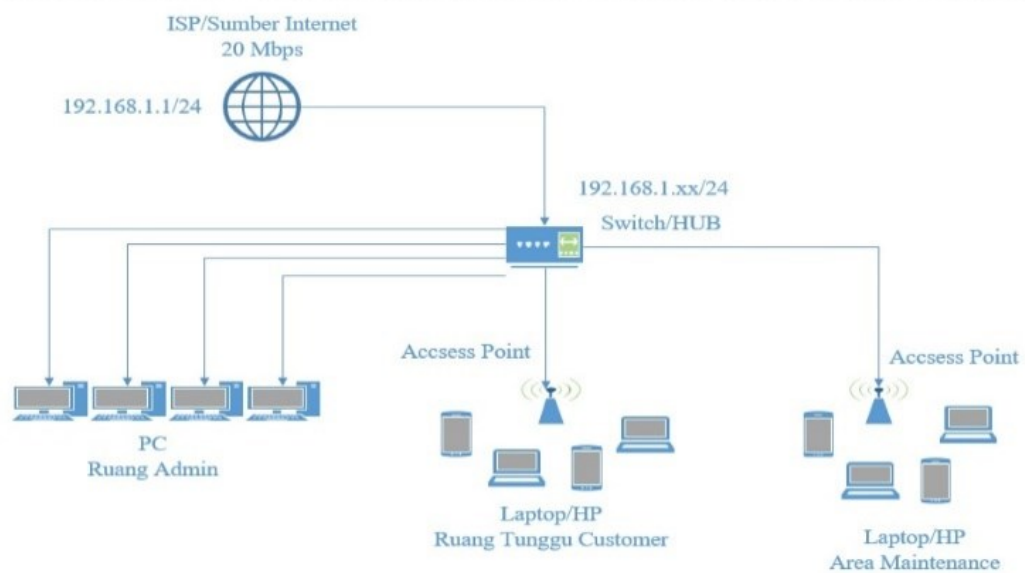 ISP/Sumber Internet
20 Mbps
192.168.1.1/24
192.168.1.xx/24
Switch/HUB
Accsess Point
Accsess Point
PC
Ruang Admin
Laptop/HP
Ruang Tunggu Customer
Laptop/HP
Area Maintenance